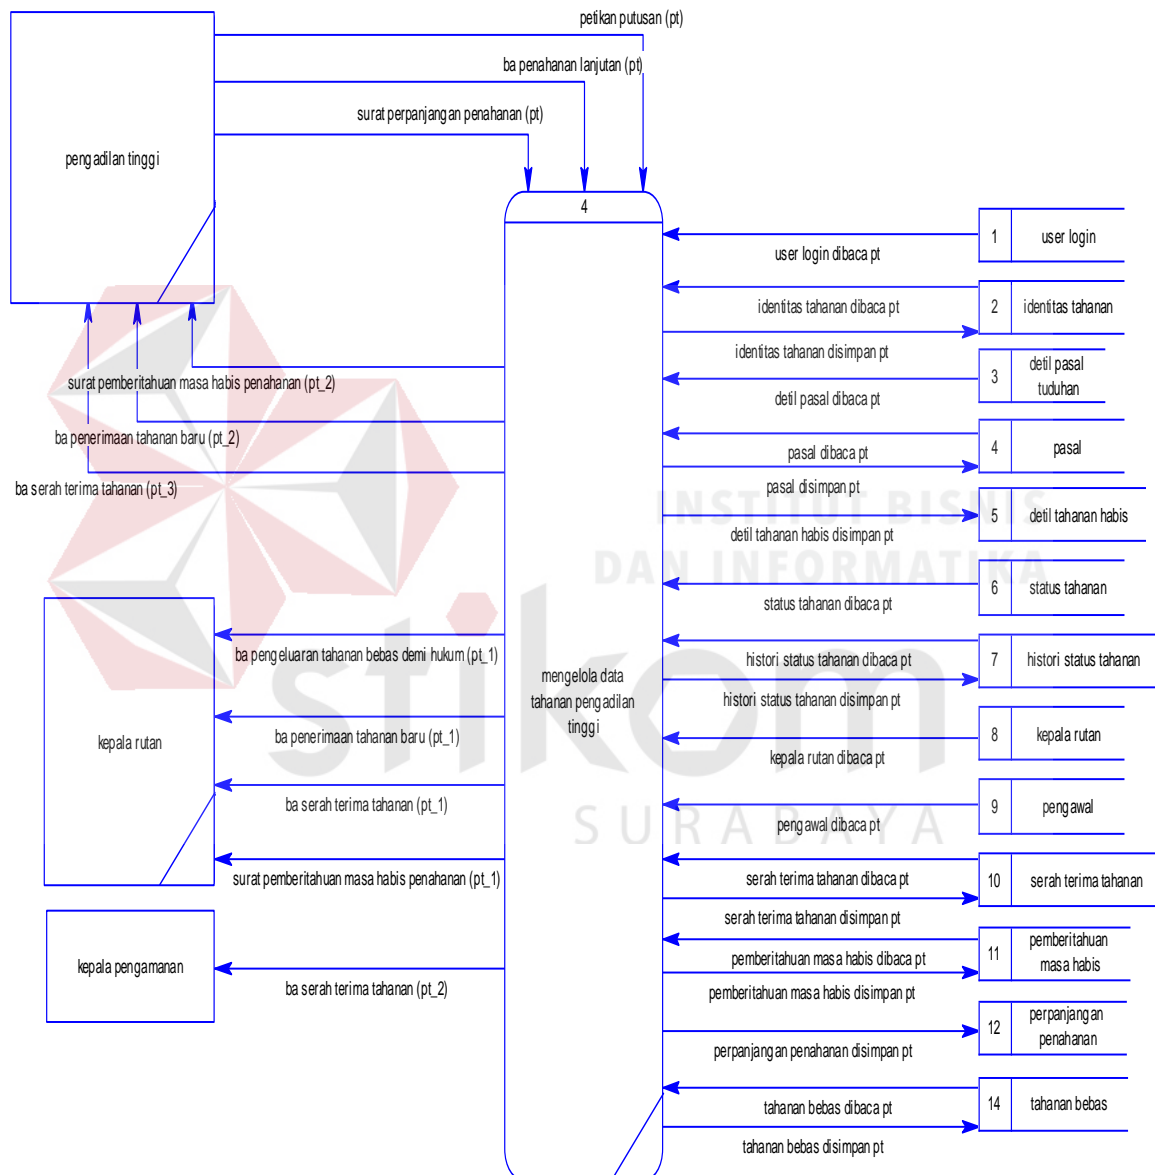 petikan putusan (pt)
ba penahanan lanjutan (pt)
surat perpanjangan penahanan (pt)
pengadilan tinggi
4
1
user login
user login dibaca pt
2
identitas tahanan
identitas tahanan dibaca pt
identitas tahanan disimpan pt
3
detil pasal
tuduhan
detil pasal dibaca pt
surat pemberitahuan masa habis penahanan (pt_2)
ba penerimaan tahanan baru (pt_2)
ba serah terima tahanan (pt_3)
4
pasal
pasal dibaca pt
pasal disimpan pt
5
detil tahanan habis
detil tahanan habis disimpan pt
INSTITUT BISNIS
DAN INFORMATIKA
6
status tahanan
status tahanan dibaca pt
7
histori status tahanan
histori status tahanan dibaca pt
histori status tahanan disimpan pt
ba pengeluaran tahanan bebas demi hukum (pt_1)
mengelola data
tahanan pengadilan
tinggi
stikom
SURABAYA
kepala rutan
ba penerimaan tahanan baru (pt_1)
ba serah terima tahanan (pt_1)
surat pemberitahuan masa habis penahanan (pt_1)
8
kepala rutan
kepala rutan dibaca pt
9
pengawal
pengawal dibaca pt
10
serah terima tahanan
serah terima tahanan dibaca pt
serah terima tahanan disimpan pt
kepala pengamanan
ba serah terima tahanan (pt_2)
11
pemberitahuan
masa habis
pemberitahuan masa habis dibaca pt
pemberitahuan masa habis disimpan pt
12
perpanjangan
penahanan
perpanjangan penahanan disimpan pt
14
tahanan bebas
tahanan bebas dibaca pt
tahanan bebas disimpan pt